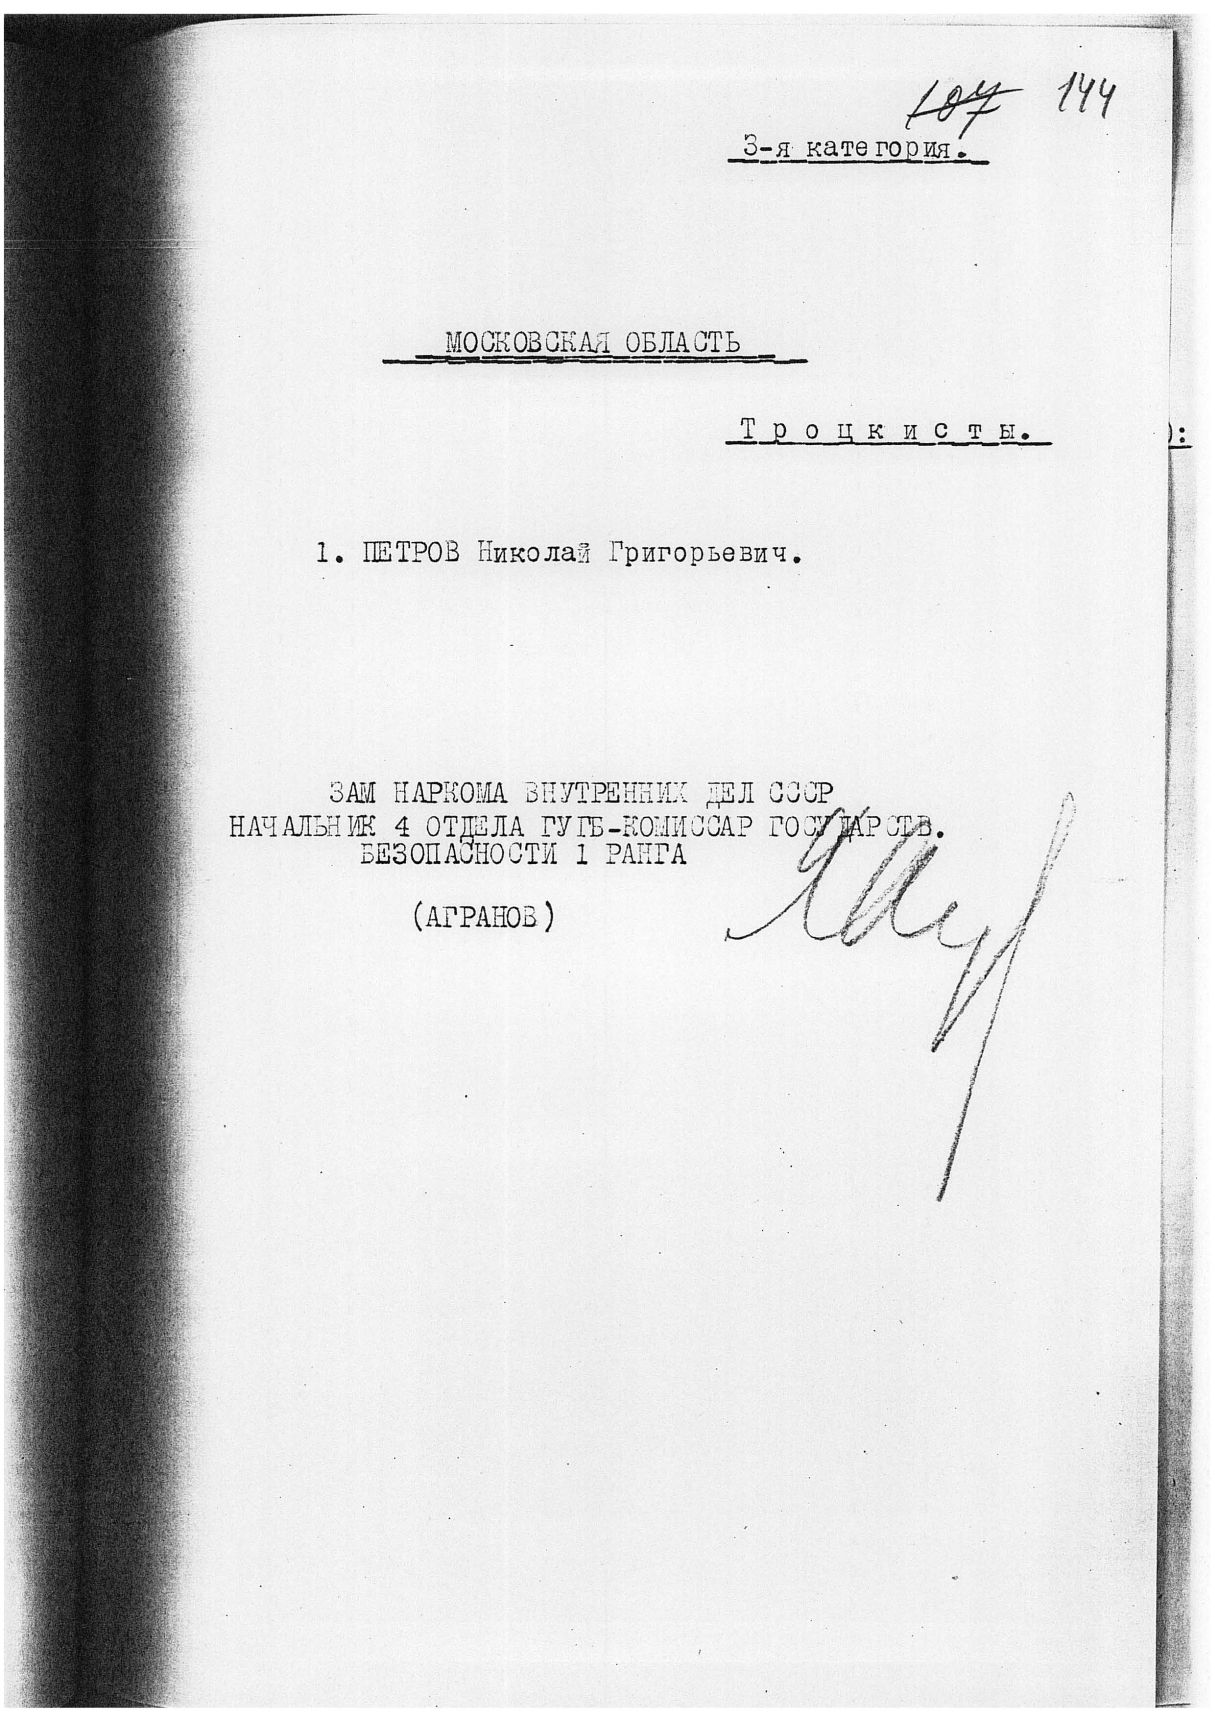 107 144
3-я категория.
МОСКОВСКАЯ ОБЛАСТЬ
Троцкисты.
):
1. ПЕТРОВ Николай Григорьевич.
ЗАМ НАРКОМА ВНУТРЕННИХ ДЕЛ СССР
НАЧАЛЬНИК 4 ОТДЕЛА ГУГБ-КОМИССАР ГОСУДАРСТВ.
БЕЗОПАСНОСТИ 1 РАНГА
(АГРАНОВ)